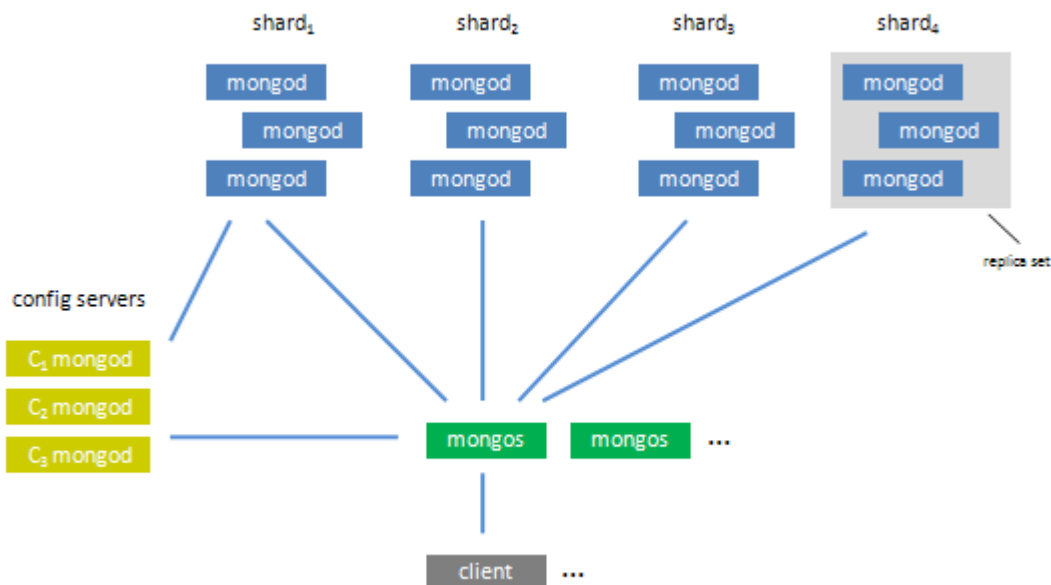 shard₁ shard₂ shard₃ shard₄
mongod mongod mongod mongod
mongod mongod mongod mongod
mongod mongod mongod mongod
replica set
config servers
C₁ mongod
C₂ mongod
C₃ mongod
mongos mongos ...
client ...